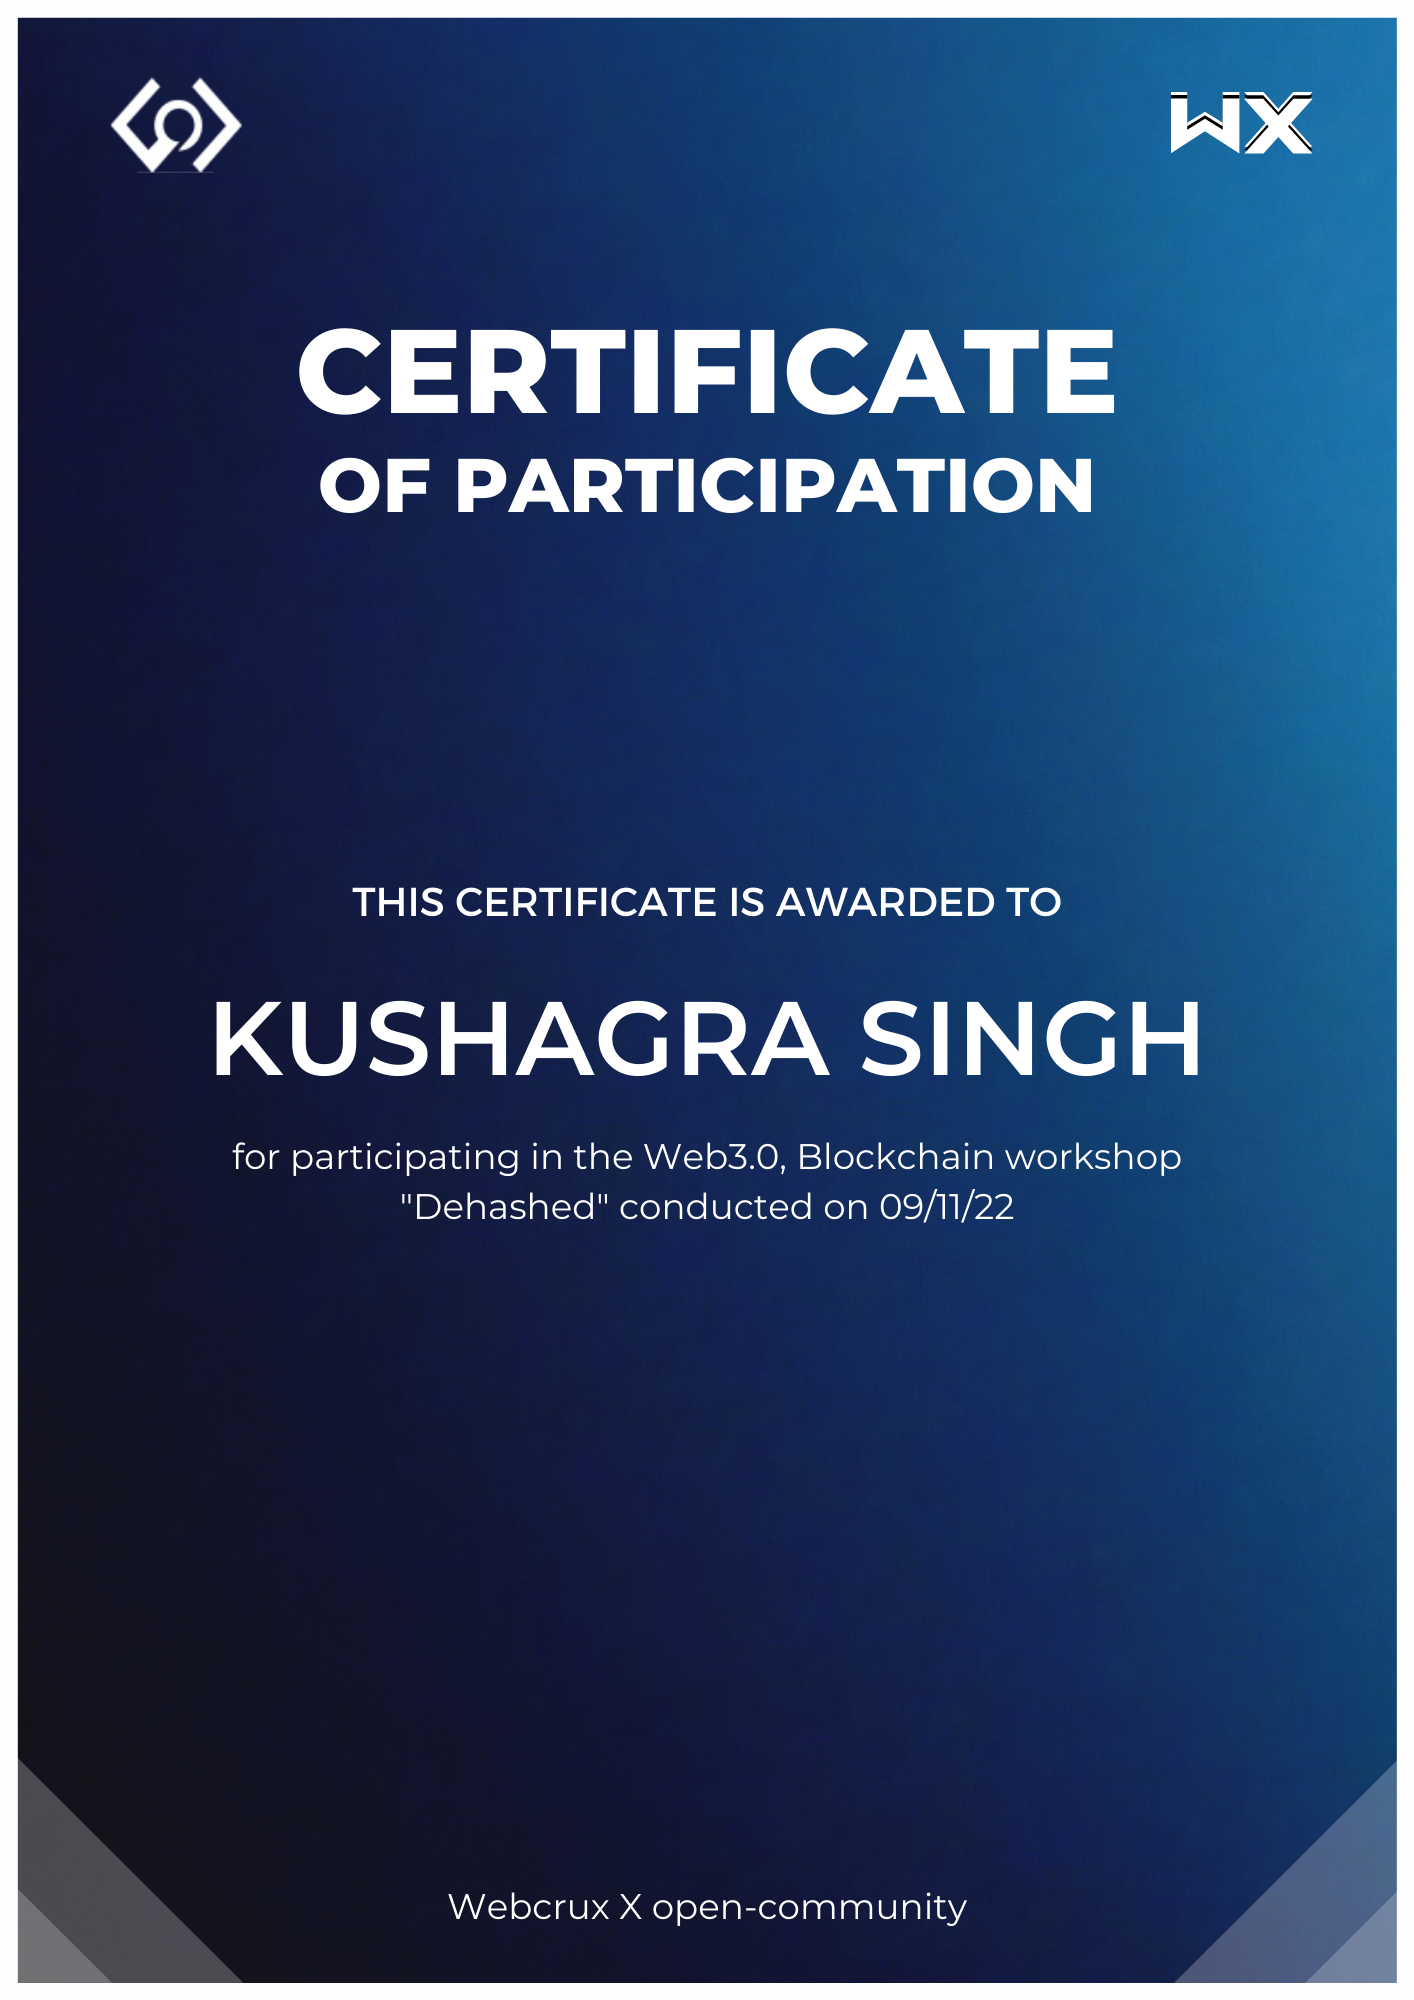 WX
CERTIFICATE
OF PARTICIPATION
THIS CERTIFICATE IS AWARDED TO
KUSHAGRA SINGH
for participating in the Web3.0, Blockchain workshop
"Dehashed" conducted on 09/11/22
Webcrux X open-community